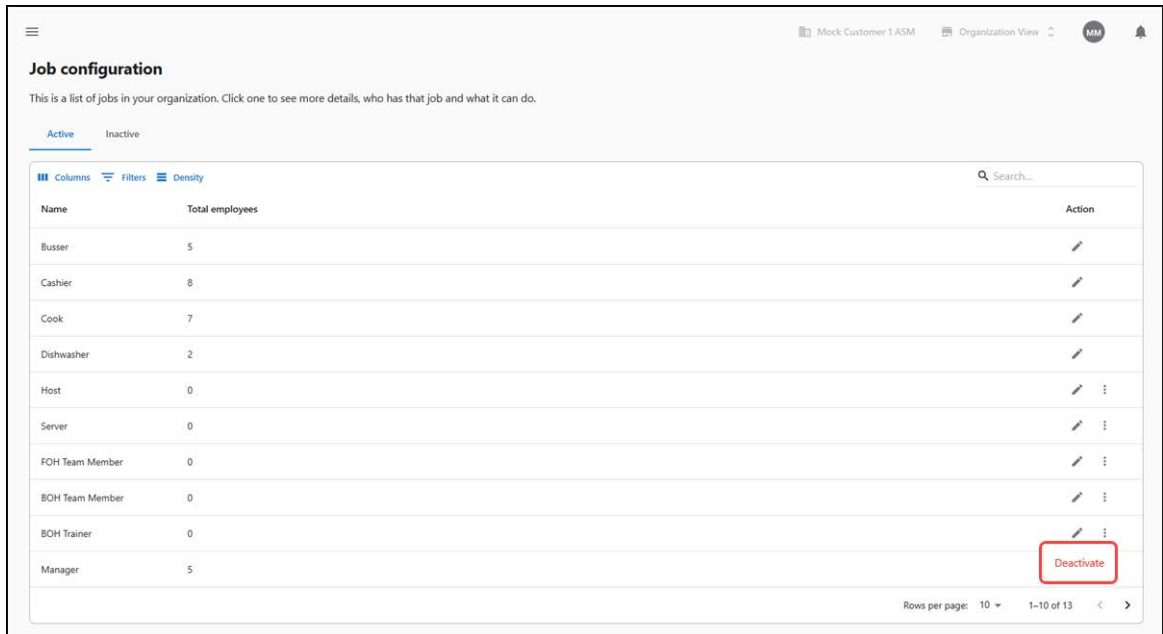 Mock Customer 1 ASM Organization View MM
Job configuration
This is a list of jobs in your organization. Click one to see more details, who has that job and what it can do.
Active Inactive
Columns Filters Density Search...
Name Total employees Action
Busser 5
Cashier 8
Cook 7
Dishwasher 2
Host 0
Server 0
FOH Team Member 0
BOH Team Member 0
BOH Trainer 0
Deactivate
Manager 5
Rows per page: 10 1–10 of 13